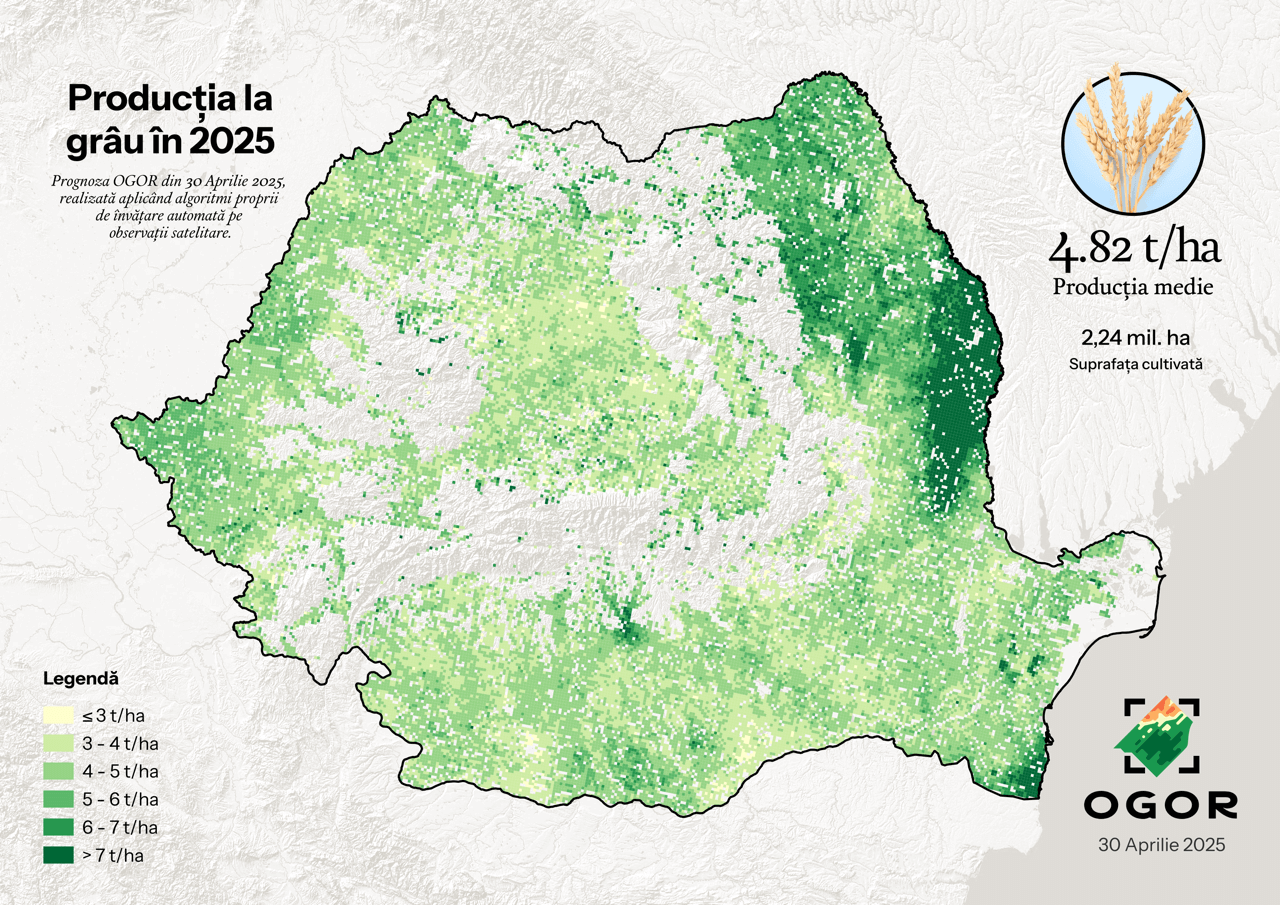 Producția la
grâu în 2025
Prognoza OGOR din 30 Aprilie 2025,
realizată aplicând algoritmi proprii
de învățare automată pe
observații satelitare.
4.82 t/ha
Producția medie
2,24 mil. ha
Suprafața cultivată
Legendă
≤ 3 t/ha
3 - 4 t/ha
4 - 5 t/ha
5 - 6 t/ha
6 - 7 t/ha
> 7 t/ha
OGOR
30 Aprilie 2025